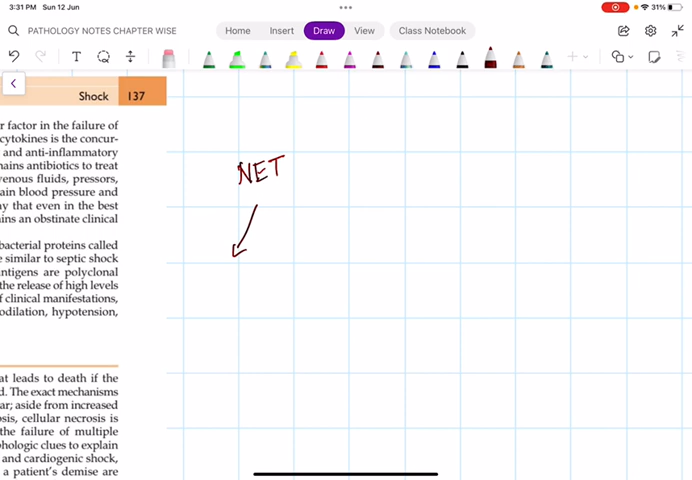 3:31 PM Sun 12 Jun
31%
PATHOLOGY NOTES CHAPTER WISE
Home Insert Draw View Class Notebook
Shock 137
r factor in the failure of
cytokines is the concur-
and anti-inflammatory
mains antibiotics to treat
venous fluids, pressors,
ain blood pressure and
y that even in the best
ins an obstinate clinical
bacterial proteins called
e similar to septic shock
ntigens are polyclonal
the release of high levels
f clinical manifestations,
odilation, hypotension,
at leads to death if the
d. The exact mechanisms
ar; aside from increased
osis, cellular necrosis is
the failure of multiple
phologic clues to explain
and cardiogenic shock,
a patient's demise are
NET